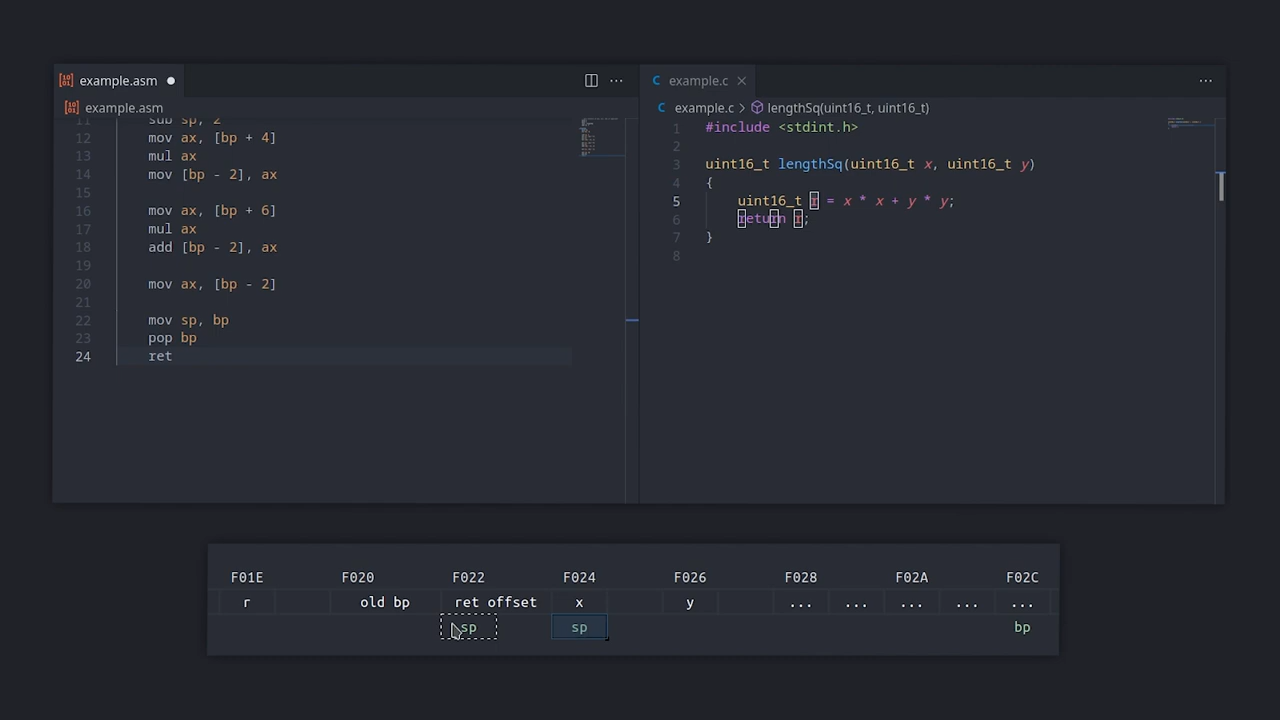 example.asm
example.asm
11 sub sp, 2
12 mov ax, [bp + 4]
13 mul ax
14 mov [bp - 2], ax
15
16 mov ax, [bp + 6]
17 mul ax
18 add [bp - 2], ax
19
20 mov ax, [bp - 2]
21
22 mov sp, bp
23 pop bp
24 ret
C example.c
C example.c > lengthSq(uint16_t, uint16_t)
1 #include <stdint.h>
2
3 uint16_t lengthSq(uint16_t x, uint16_t y)
4 {
5 uint16_t r = x * x + y * y;
6 return r;
7 }
8
F01E F020 F022 F024 F026 F028 F02A F02C
r old bp ret offset x y ... ... ... ... ...
sp sp bp